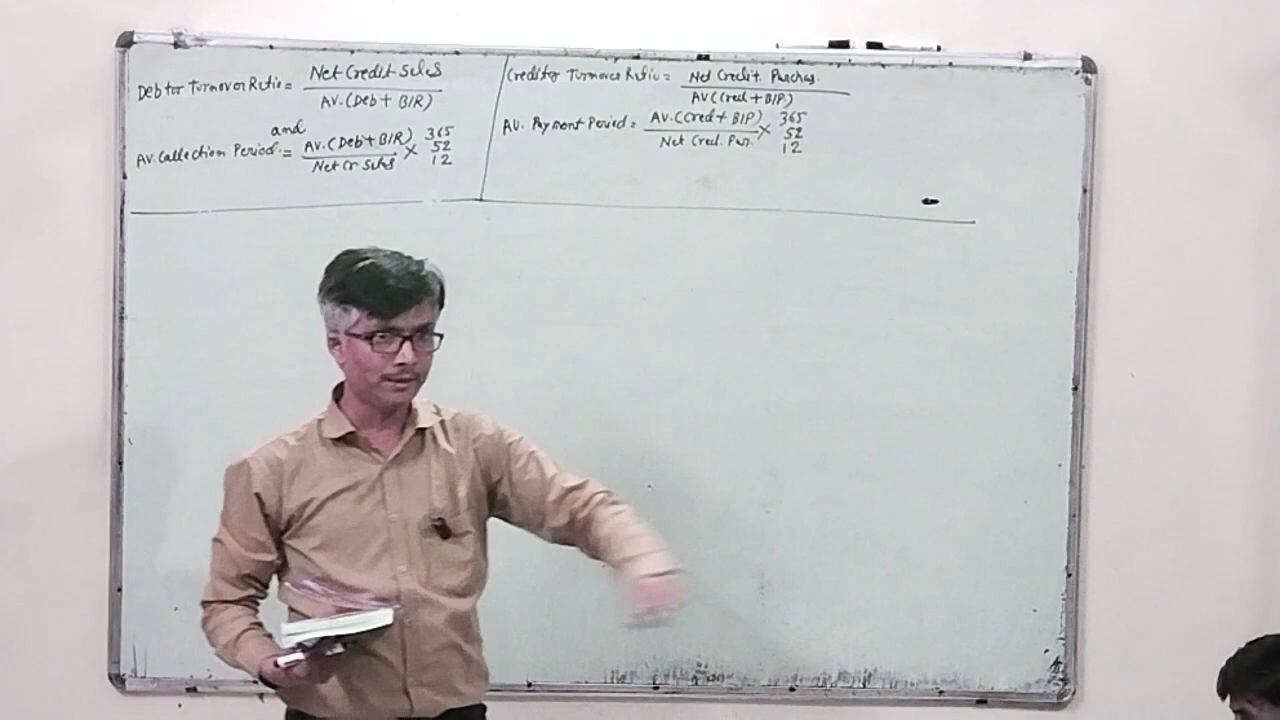 Debtor Turnover Ratio = Net Credit Sales / AV.(Deb + B/R)
and
AV. Collection Period. = AV.(Deb + B/R) / Net Cr Sales × 365 52 12
Creditor Turnover Ratio = Net Credit. Purchas. / AV(Cred + B/P.)
AV. Payment Period = AV.(Cred + B/P) / Net Cred. Pur. × 365 52 12